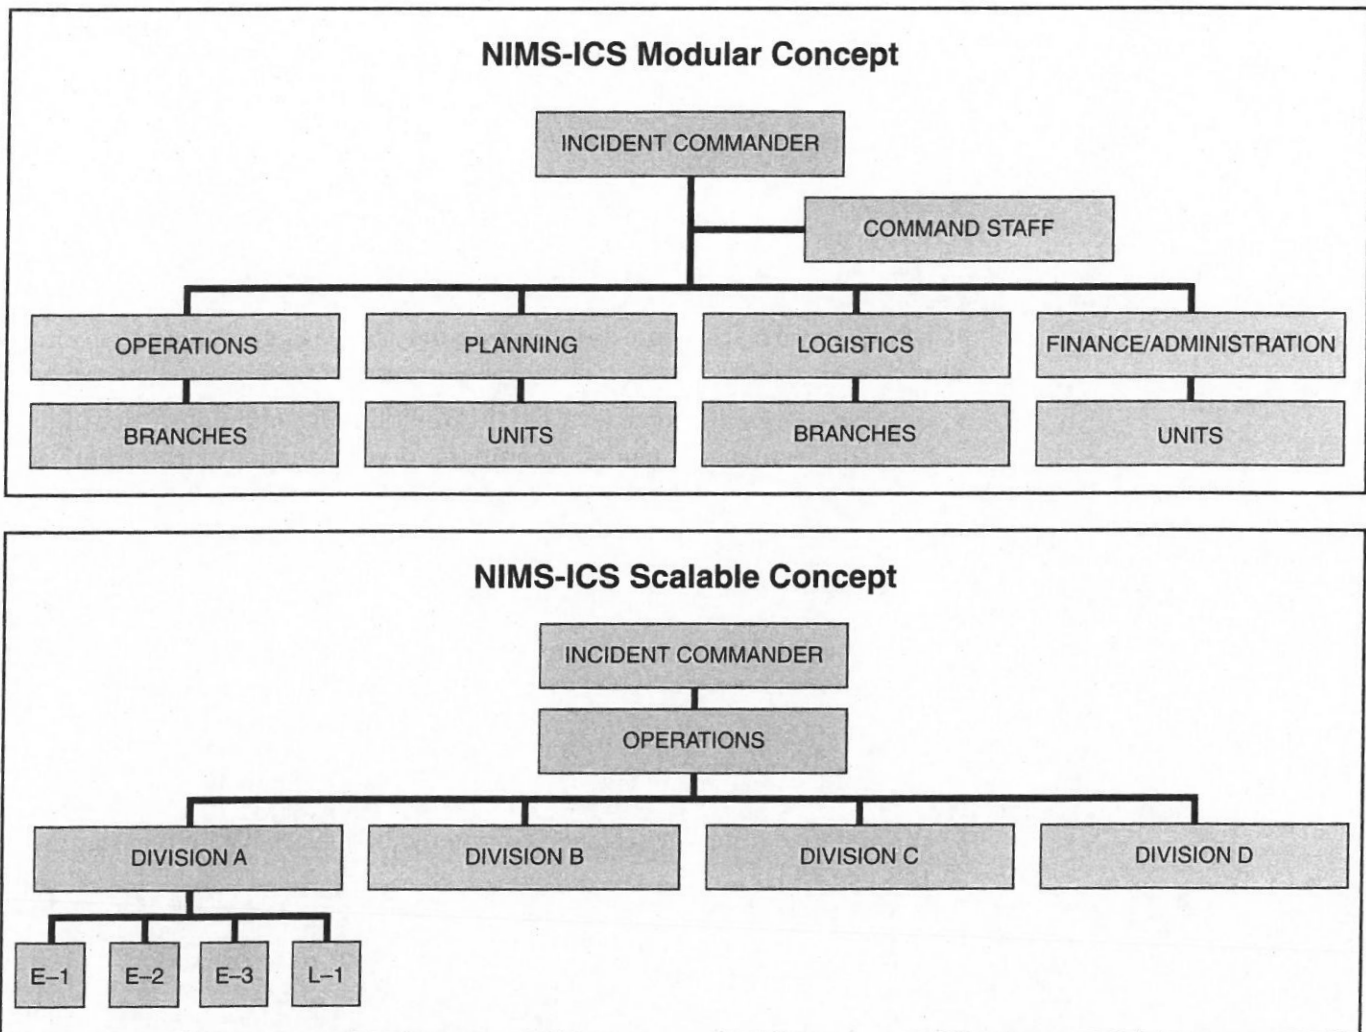 NIMS-ICS Modular Concept
INCIDENT COMMANDER
COMMAND STAFF
OPERATIONS
PLANNING
LOGISTICS
FINANCE/ADMINISTRATION
BRANCHES
UNITS
BRANCHES
UNITS
NIMS-ICS Scalable Concept
INCIDENT COMMANDER
OPERATIONS
DIVISION A
DIVISION B
DIVISION C
DIVISION D
E–1
E–2
E–3
L–1